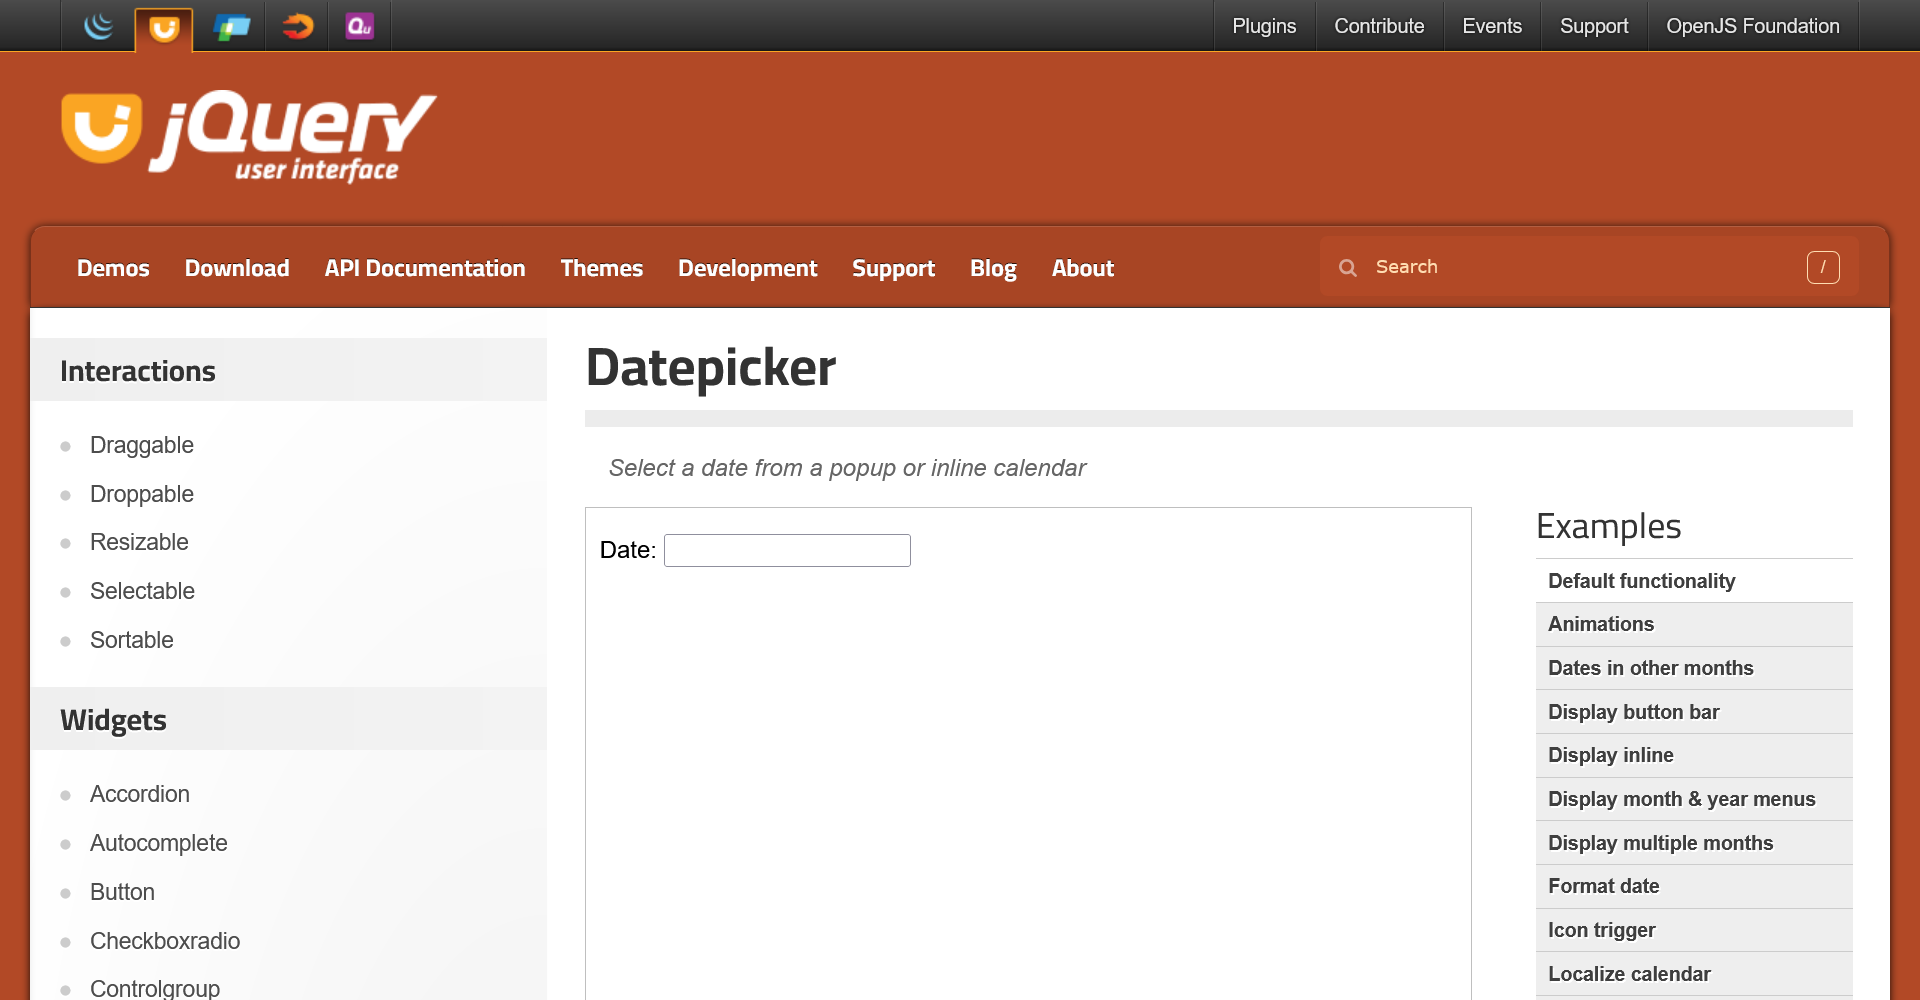 Qu
Plugins Contribute Events Support OpenJS Foundation
jQuery
user interface
Demos Download API Documentation Themes Development Support Blog About Search /
Interactions
Draggable
Droppable
Resizable
Selectable
Sortable
Widgets
Accordion
Autocomplete
Button
Checkboxradio
Controlgroup
Datepicker
Select a date from a popup or inline calendar
Date:
Examples
Default functionality
Animations
Dates in other months
Display button bar
Display inline
Display month & year menus
Display multiple months
Format date
Icon trigger
Localize calendar